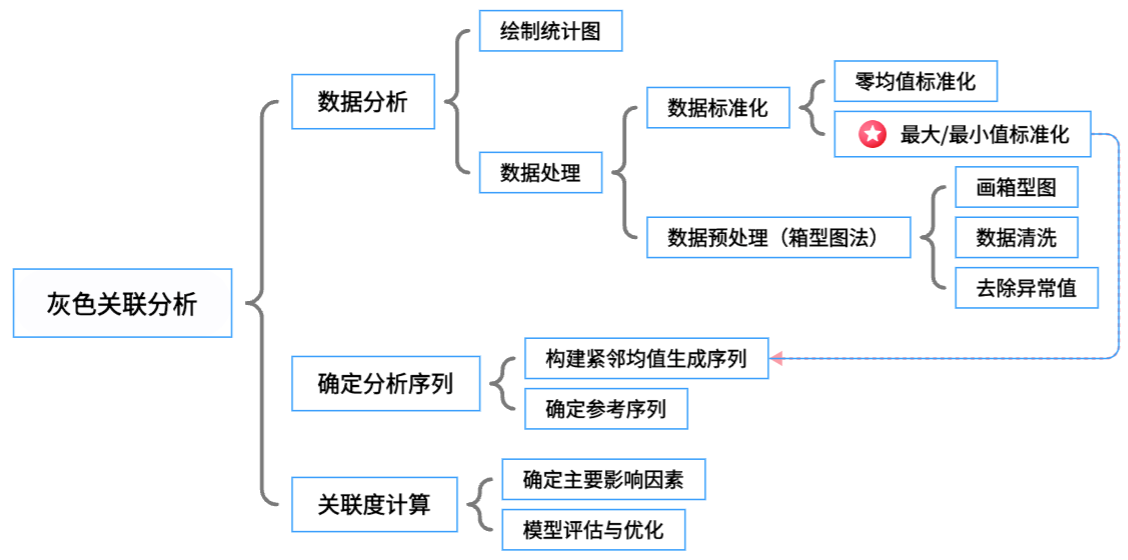 灰色关联分析
数据分析
绘制统计图
数据处理
数据标准化
零均值标准化
最大/最小值标准化
数据预处理（箱型图法）
画箱型图
数据清洗
去除异常值
确定分析序列
构建紧邻均值生成序列
确定参考序列
关联度计算
确定主要影响因素
模型评估与优化